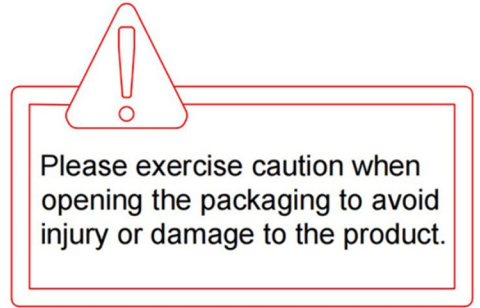 Please exercise caution when
opening the packaging to avoid
injury or damage to the product.